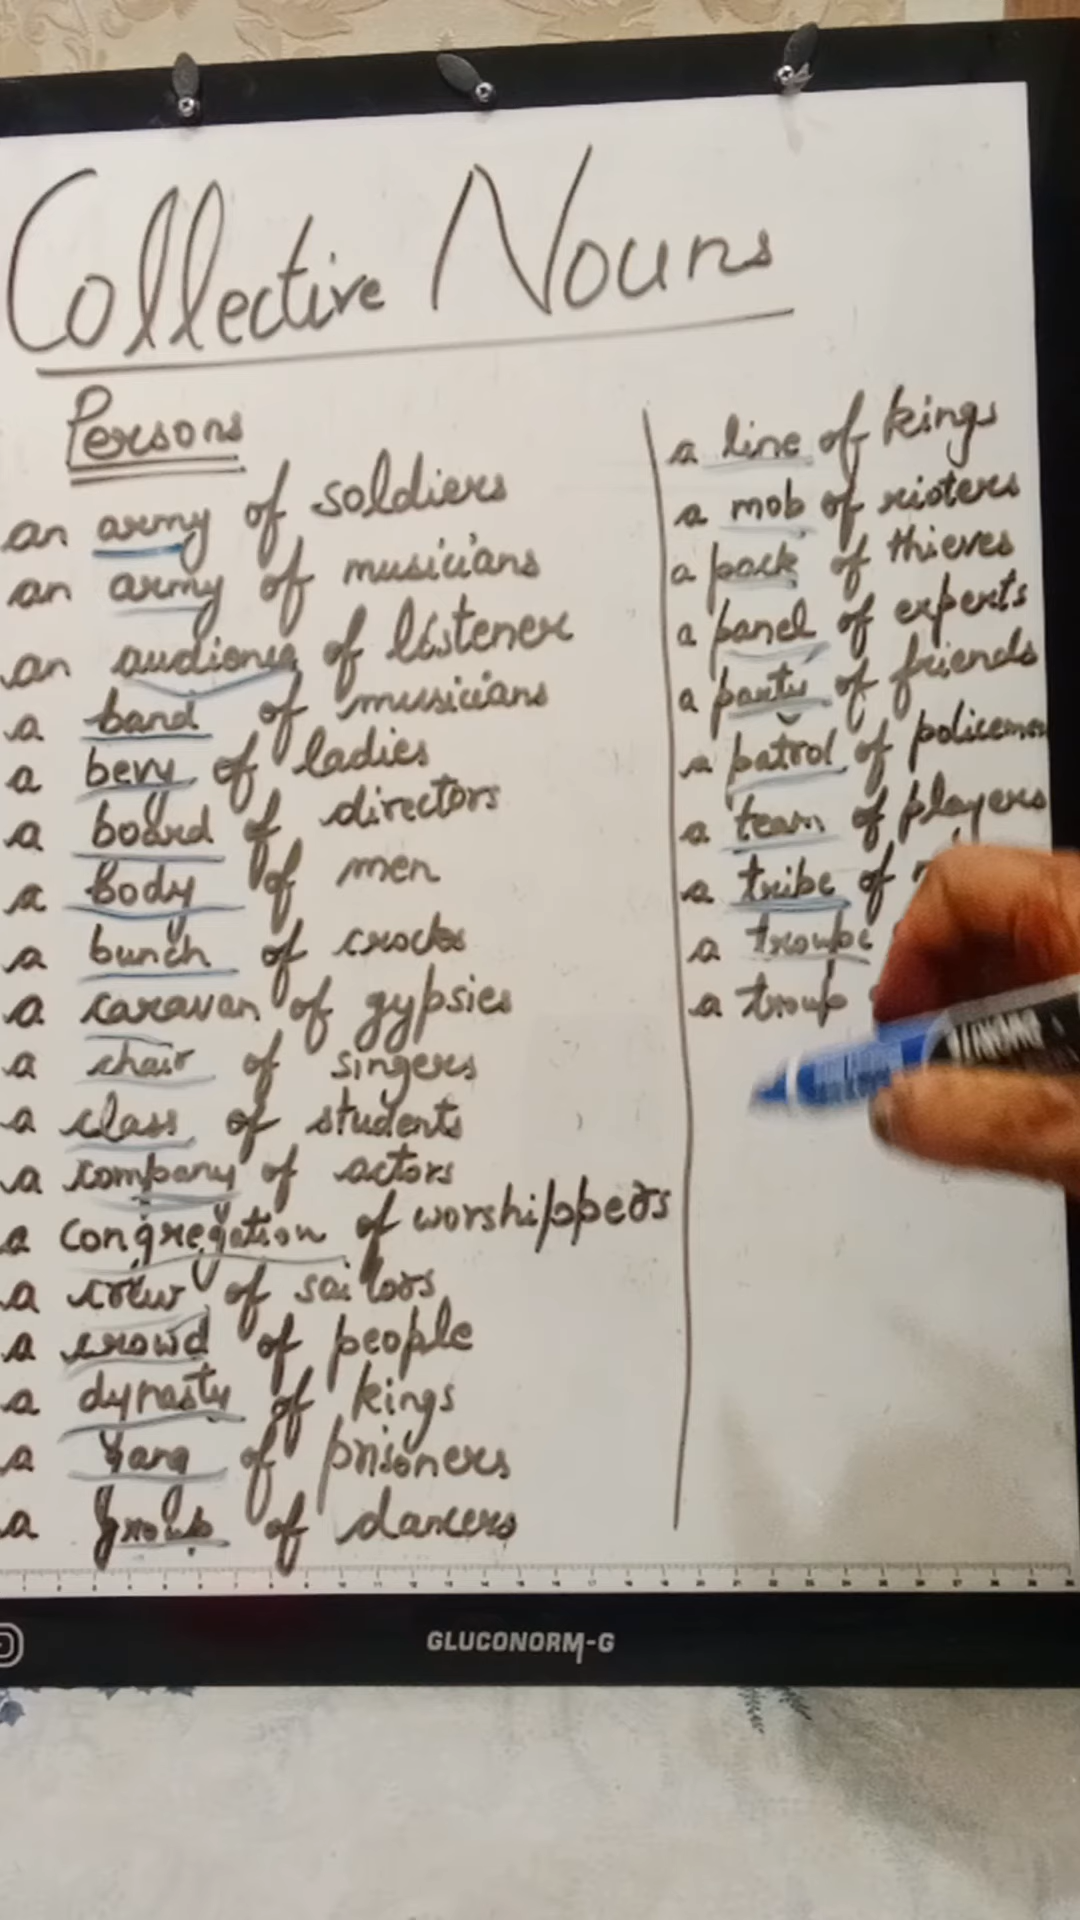 Collective Nouns
Persons
an army of soldiers
an army of musicians
an audience of listener
a band of musicians
a bevy of ladies
a board of directors
a body of men
a bunch of crooks
a caravan of gypsies
a chair of singers
a class of students
a company of actors
a congregation of worshippers
a crew of sailors
a crowd of people
a dynasty of kings
a gang of prisoners
a group of dancers
a line of kings
a mob of rioters
a pack of thieves
a panel of experts
a party of friends
a patrol of policemen
a team of players
a tribe of
a troupe
a troup
GLUCONORM-G